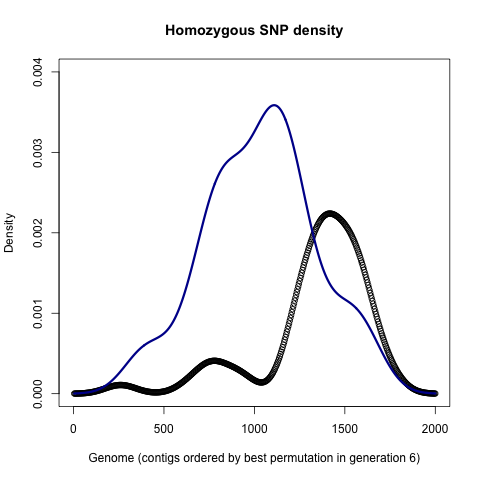 Homozygous SNP density
Density
0.004
0.003
0.002
0.001
0.000
0 500 1000 1500 2000
Genome (contigs ordered by best permutation in generation 6)